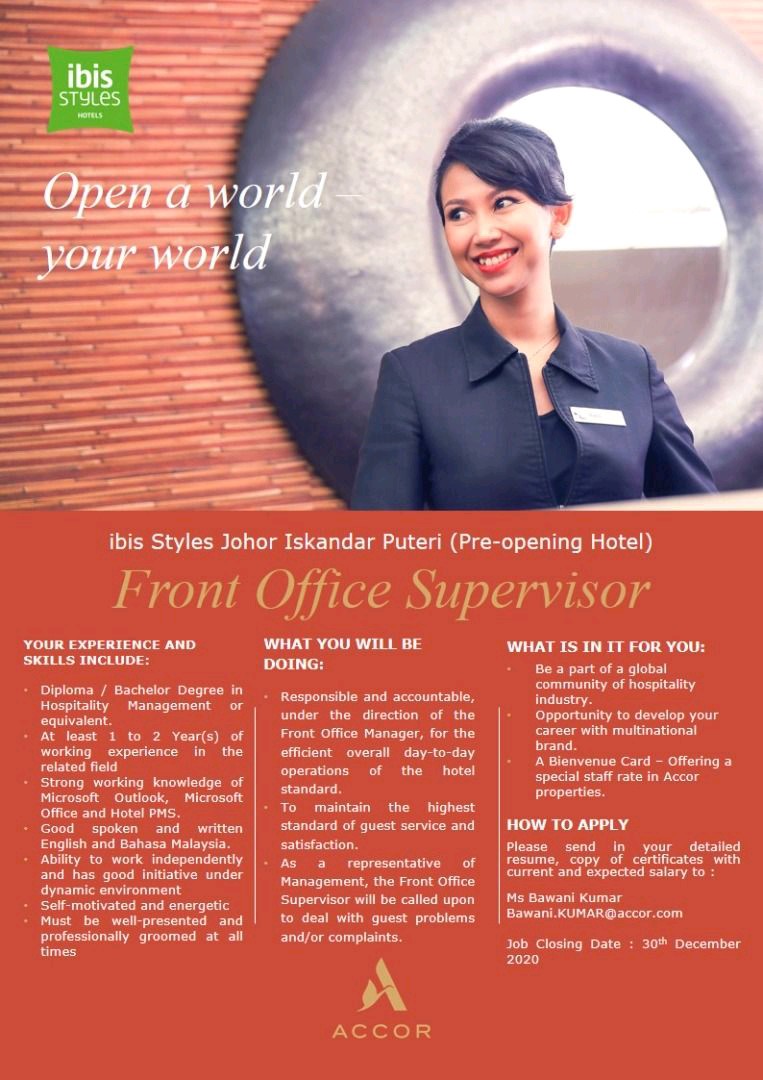 ibis
STYLES
HOTELS
Open a world –
your world
ibis Styles Johor Iskandar Puteri (Pre-opening Hotel)
Front Office Supervisor
YOUR EXPERIENCE AND
SKILLS INCLUDE:
• Diploma / Bachelor Degree in
Hospitality Management or
equivalent.
• At least 1 to 2 Year(s) of
working experience in the
related field
• Strong working knowledge of
Microsoft Outlook, Microsoft
Office and Hotel PMS.
• Good spoken and written
English and Bahasa Malaysia.
• Ability to work independently
and has good initiative under
dynamic environment
• Self-motivated and energetic
• Must be well-presented and
professionally groomed at all
times
WHAT YOU WILL BE
DOING:
• Responsible and accountable,
under the direction of the
Front Office Manager, for the
efficient overall day-to-day
operations of the hotel
standard.
• To maintain the highest
standard of guest service and
satisfaction.
• As a representative of
Management, the Front Office
Supervisor will be called upon
to deal with guest problems
and/or complaints.
WHAT IS IN IT FOR YOU:
• Be a part of a global
community of hospitality
industry.
• Opportunity to develop your
career with multinational
brand.
• A Bienvenue Card – Offering a
special staff rate in Accor
properties.
HOW TO APPLY
Please send in your detailed
resume, copy of certificates with
current and expected salary to :
Ms Bawani Kumar
Bawani.KUMAR@accor.com
Job Closing Date : 30th December
2020
ACCOR